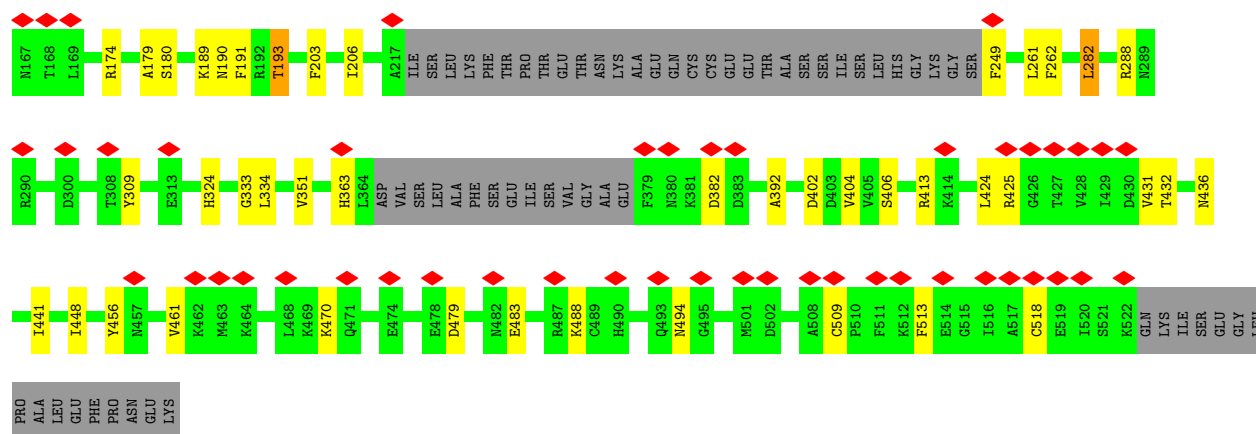 N167 T168 L169 R174 A179 S180 K189 N190 F191 R192 T193 F203 I206 A217 ILE SER LEU LYS PHE THR PRO THR GLU THR ASN LYS ALA GLU GLN CYS CYS GLU GLU THR ALA SER SER ILE SER LEU HIS GLY LYS GLY SER F249 L261 F262 L282 R288 N289
R290 D300 T308 Y309 E313 H324 G333 L334 V351 H363 L364 ASP VAL SER LEU ALA PHE SER GLU ILE SER VAL GLY ALA GLU F379 N380 K381 D382 D383 A392 D402 D403 V404 V405 S406 R413 K414 L424 R425 G426 T427 V428 I429 D430 V431 T432 N436
I441 I448 Y456 N457 V461 K462 M463 K464 L468 K469 K470 Q471 E474 E478 D479 N482 E483 R487 K488 C489 H490 Q493 N494 G495 M501 D502 A508 C509 P510 F511 K512 F513 E514 G515 I516 A517 C518 E519 I520 S521 K522 GLN LYS ILE SER GLU GLY LEU
PRO ALA LEU GLU PHE PRO ASN GLU LYS